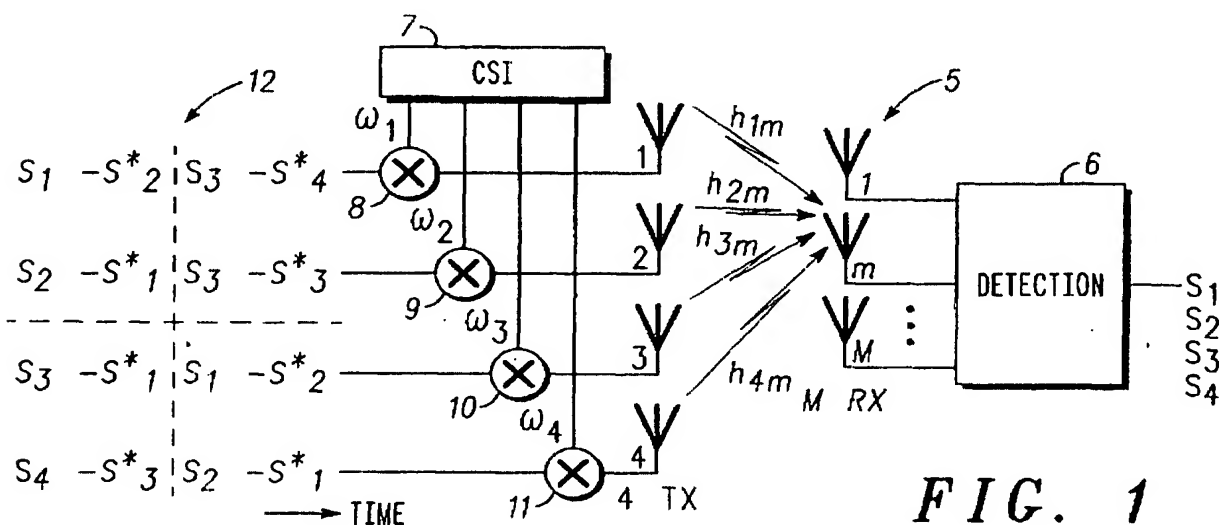 7
CSI
12
5
ω1
h1m
S1 -S*2 S3 -S*4
8
1
1
6
ω2
h2m
h3m
S2 -S*1 S3 -S*3
9
2
m
DETECTION
S1
S2
S3
S4
ω3
S3 -S*1 S1 -S*2
10
3
M
h4m
M RX
ω4
S4 -S*3 S2 -S*1
11
4
4 TX
TIME
FIG. 1